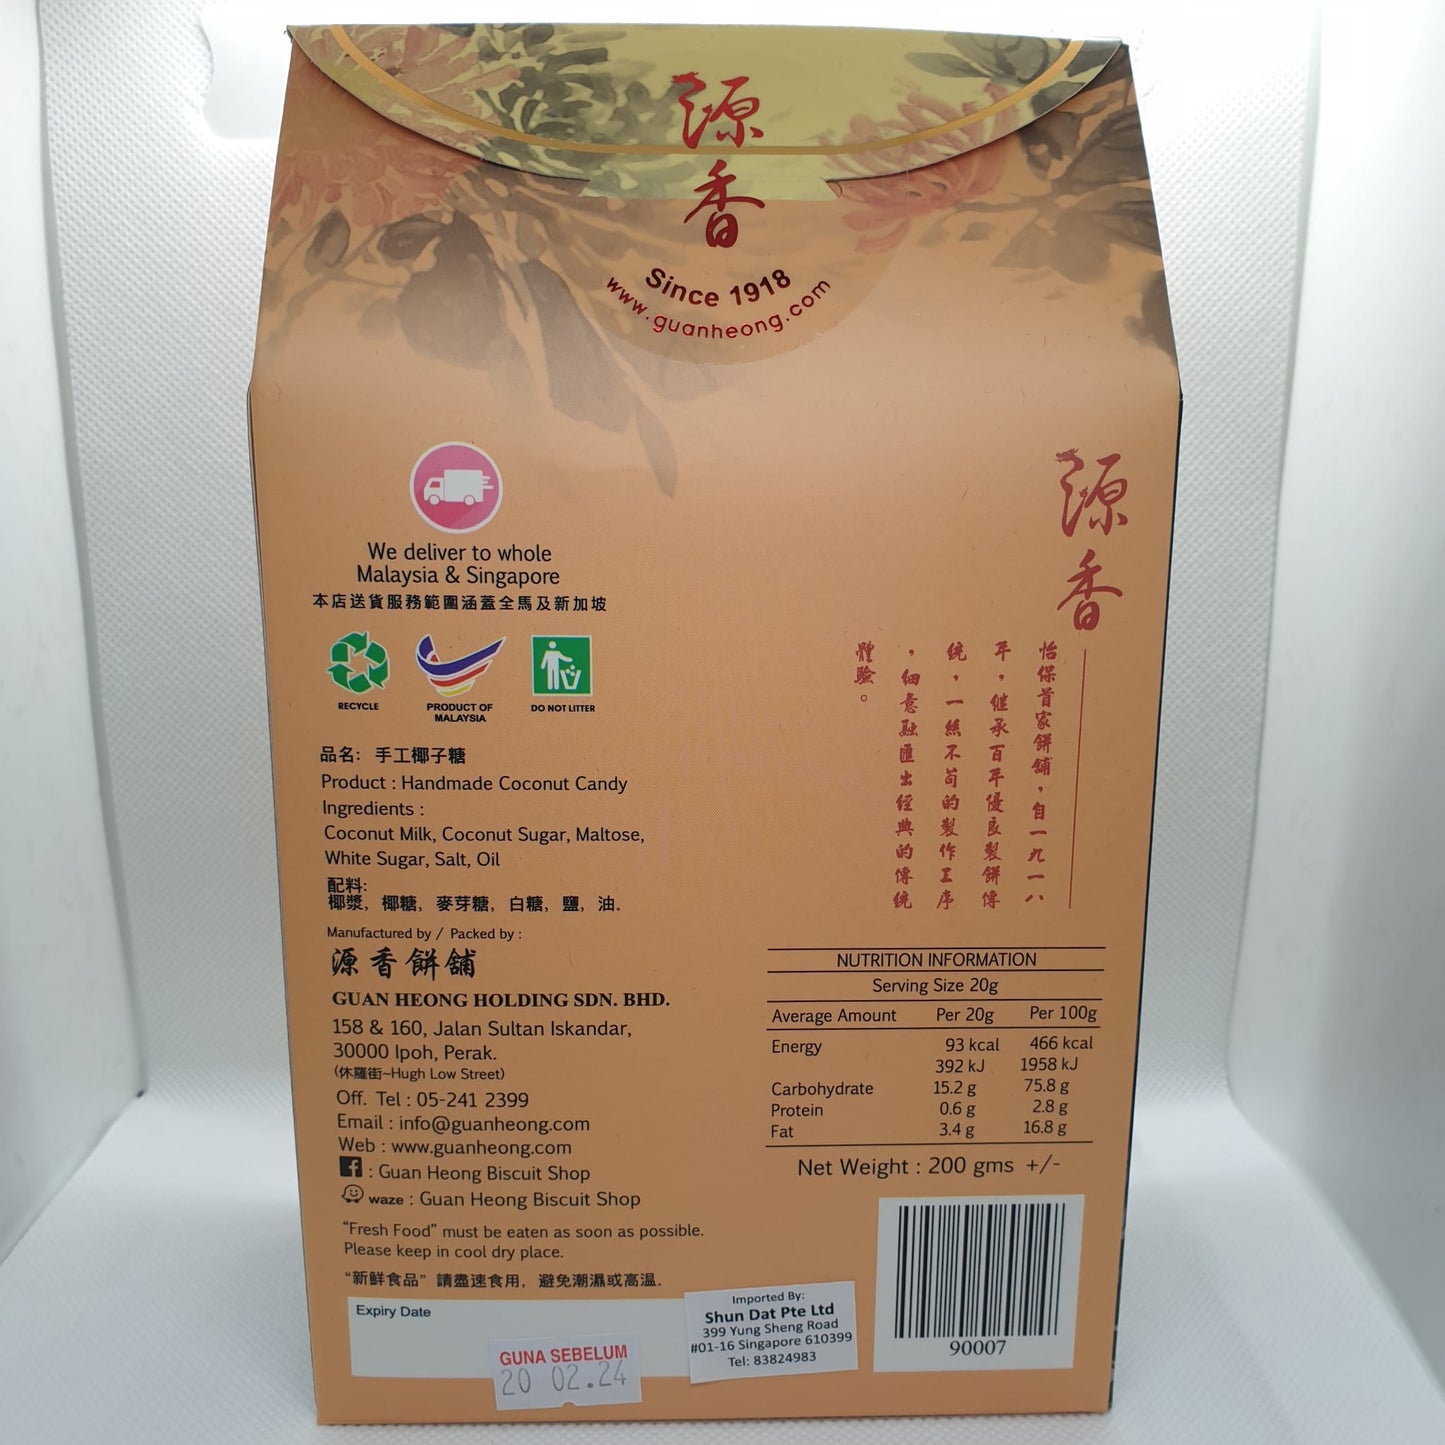 源
香
Since 1918
www.guanheong.com
We deliver to whole
Malaysia & Singapore
本店送貨服務範圍涵蓋全馬及新加坡
RECYCLE
PRODUCT OF
MALAYSIA
DO NOT LITTER
源
香
怡保首家餅舖，自一九一八
年，继承百年優良製餅傳
统，一絲不苟的製作工序
，細意融匯出經典的傳统
體驗。
品名: 手工椰子糖
Product : Handmade Coconut Candy
Ingredients :
Coconut Milk, Coconut Sugar, Maltose,
White Sugar, Salt, Oil
配料:
椰漿, 椰糖, 麥芽糖, 白糖, 鹽, 油.
Manufactured by / Packed by :
源香餅舖
GUAN HEONG HOLDING SDN. BHD.
158 & 160, Jalan Sultan Iskandar,
30000 Ipoh, Perak.
(休羅街~Hugh Low Street)
Off. Tel : 05-241 2399
Email : info@guanheong.com
Web : www.guanheong.com
f : Guan Heong Biscuit Shop
waze : Guan Heong Biscuit Shop
“Fresh Food” must be eaten as soon as possible.
Please keep in cool dry place.
“新鮮食品” 請盡速食用, 避免潮濕或高溫.
Expiry Date
GUNA SEBELUM
20 02.24
NUTRITION INFORMATION
Serving Size 20g
Average Amount Per 20g Per 100g
Energy 93 kcal 466 kcal
392 kJ 1958 kJ
Carbohydrate 15.2 g 75.8 g
Protein 0.6 g 2.8 g
Fat 3.4 g 16.8 g
Net Weight : 200 gms +/-
90007
Imported By:
Shun Dat Pte Ltd
399 Yung Sheng Road
#01-16 Singapore 610399
Tel: 83824983